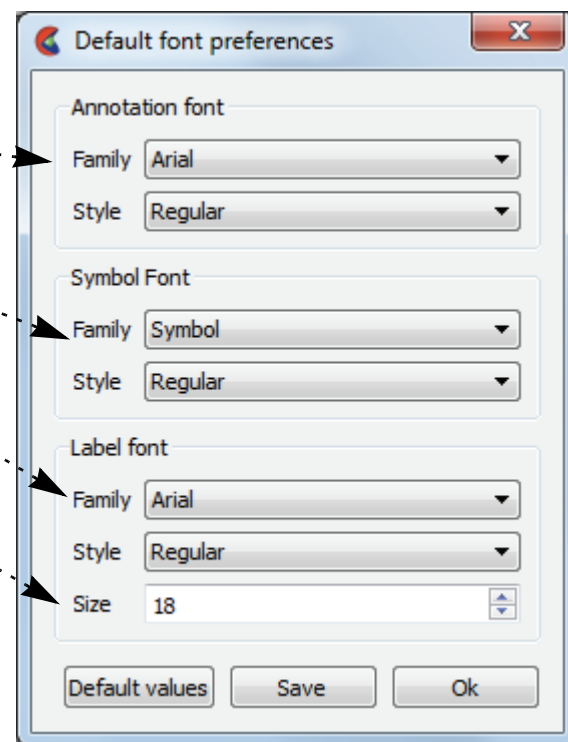 Default font preferences
Annotation font
Family Arial
Style Regular
Symbol Font
Family Symbol
Style Regular
Label font
Family Arial
Style Regular
Size 18
Default values Save Ok